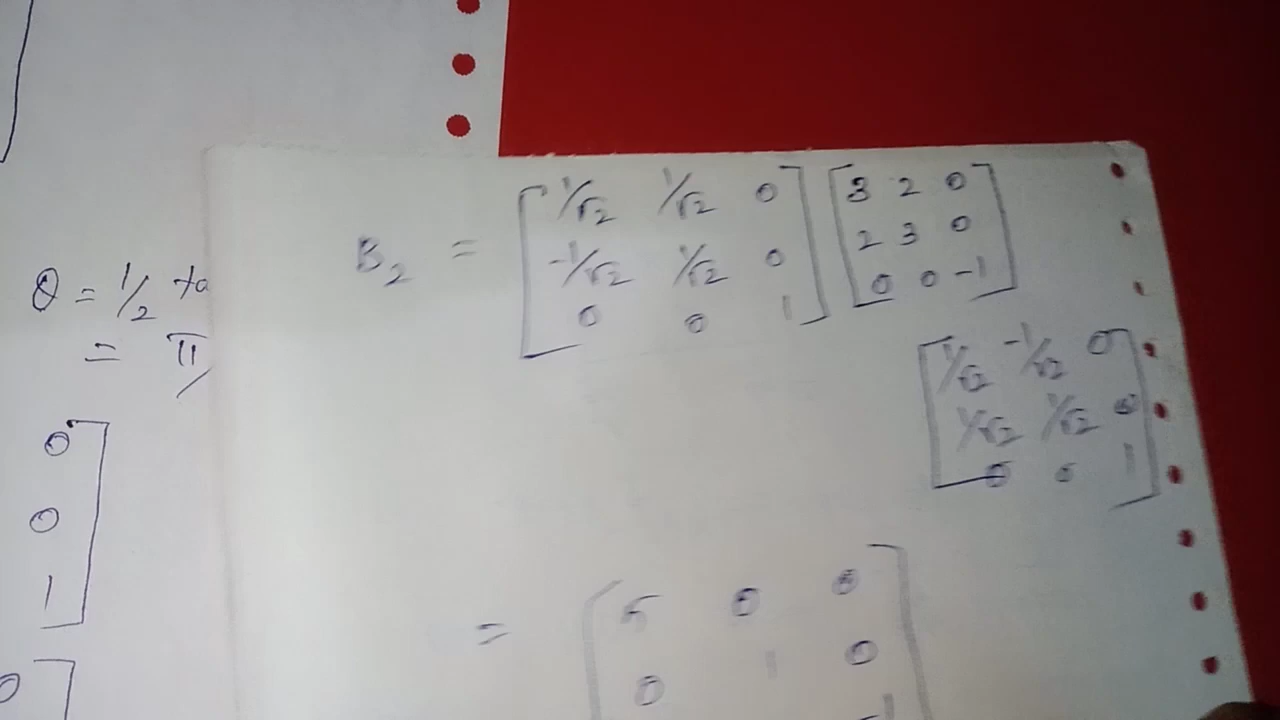 θ = 1/2 ta
= π/
0
0
1
0
B2 = [ 1/√2 1/√2 0 ] [ 3 2 0 ]
[ -1/√2 1/√2 0 ] [ 2 3 0 ]
[ 0 0 1 ] [ 0 0 -1 ]
[ 1/√2 -1/√2 0 ]
[ 1/√2 1/√2 0 ]
[ 0 0 1 ]
= [ 5 0 0 ]
0 1 0
-1